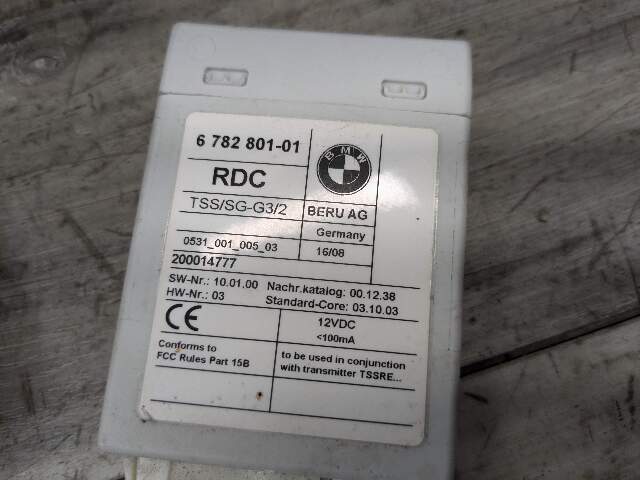 6 782 801-01
BMW
RDC
TSS/SG-G3/2
BERU AG
Germany
0531_001_005_03
16/08
200014777
SW-Nr.: 10.01.00 Nachr.katalog: 00.12.38
HW-Nr.: 03 Standard-Core: 03.10.03
CE
12VDC
<100mA
Conforms to
FCC Rules Part 15B
to be used in conjunction
with transmitter TSSRE...